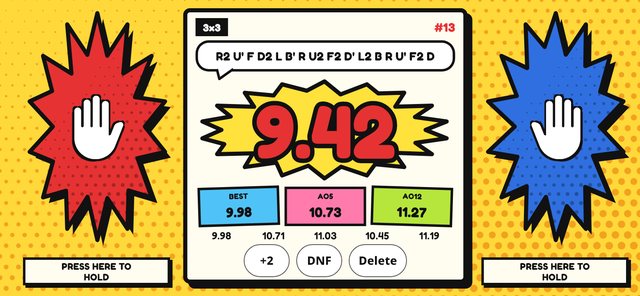 3x3
#13
R2 U' F D2 L B' R U2 F2 D' L2 B R U' F2 D
9.42
BEST
9.98
AO5
10.73
AO12
11.27
9.98 10.71 11.03 10.45 11.19
+2 DNF Delete
PRESS HERE TO
HOLD
PRESS HERE TO
HOLD